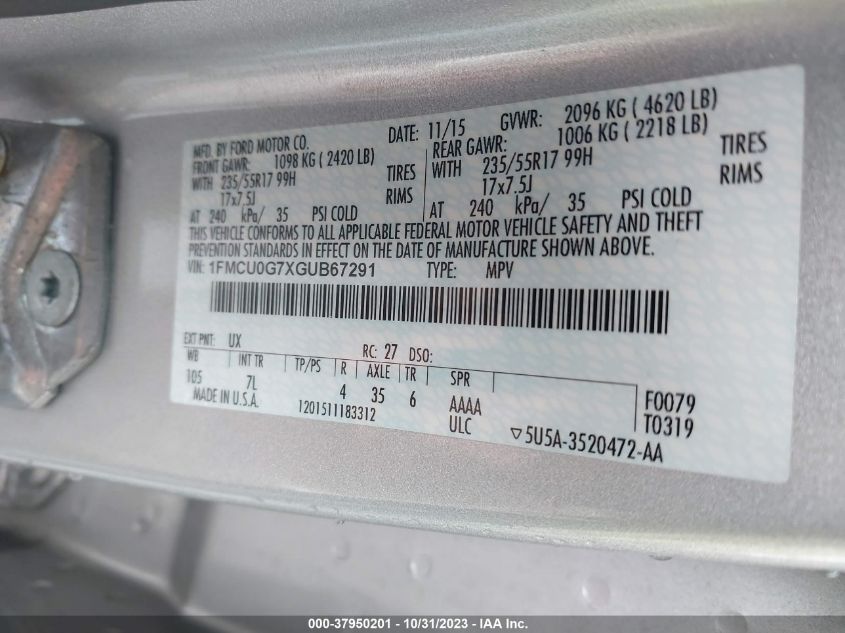 MFD. BY FORD MOTOR CO. DATE: 11/15 GVWR: 2096 KG ( 4620 LB)
FRONT GAWR: 1098 KG ( 2420 LB) REAR GAWR: 1006 KG ( 2218 LB)
WITH 235/55R17 99H TIRES WITH 235/55R17 99H TIRES
17x7.5J RIMS 17x7.5J RIMS
AT 240 kPa/ 35 PSI COLD AT 240 kPa/ 35 PSI COLD
THIS VEHICLE CONFORMS TO ALL APPLICABLE FEDERAL MOTOR VEHICLE SAFETY AND THEFT
PREVENTION STANDARDS IN EFFECT ON THE DATE OF MANUFACTURE SHOWN ABOVE.
VIN: 1FMCU0G7XGUB67291 TYPE: MPV
EXT PNT: UX RC: 27 DSO:
WB INT TR TP/PS R AXLE TR SPR
105 7L 4 35 6 AAAA F0079
MADE IN U.S.A. 1201511183312 ULC T0319
▽5U5A-3520472-AA
000-37950201 - 10/31/2023 - IAA Inc.